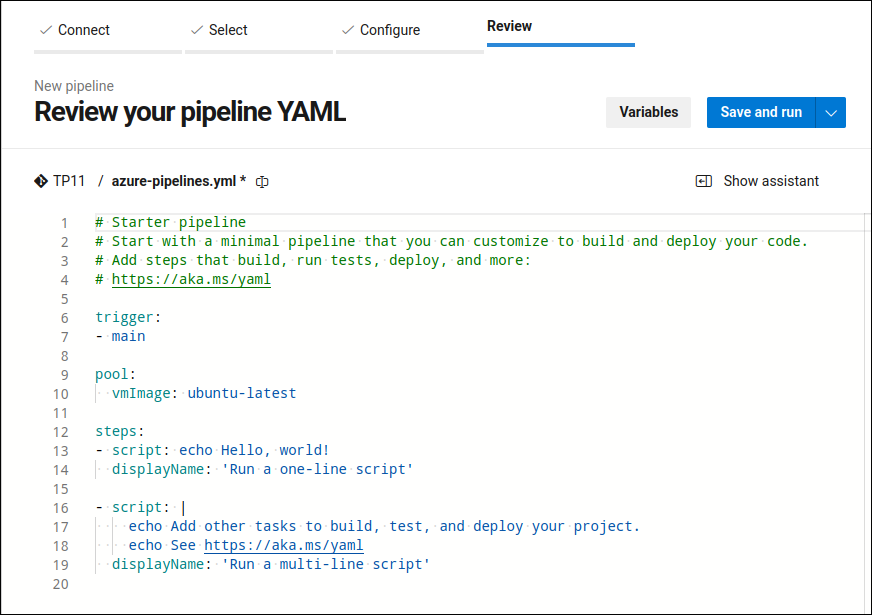 Connect
Select
Configure
Review
New pipeline
Review your pipeline YAML
Variables
Save and run
TP11 / azure-pipelines.yml *
Show assistant
1 # Starter pipeline
2 # Start with a minimal pipeline that you can customize to build and deploy your code.
3 # Add steps that build, run tests, deploy, and more:
4 # https://aka.ms/yaml
5
6 trigger:
7 - main
8
9 pool:
10   vmImage: ubuntu-latest
11
12 steps:
13 - script: echo Hello, world!
14   displayName: 'Run a one-line script'
15
16 - script: |
17     echo Add other tasks to build, test, and deploy your project.
18     echo See https://aka.ms/yaml
19   displayName: 'Run a multi-line script'
20